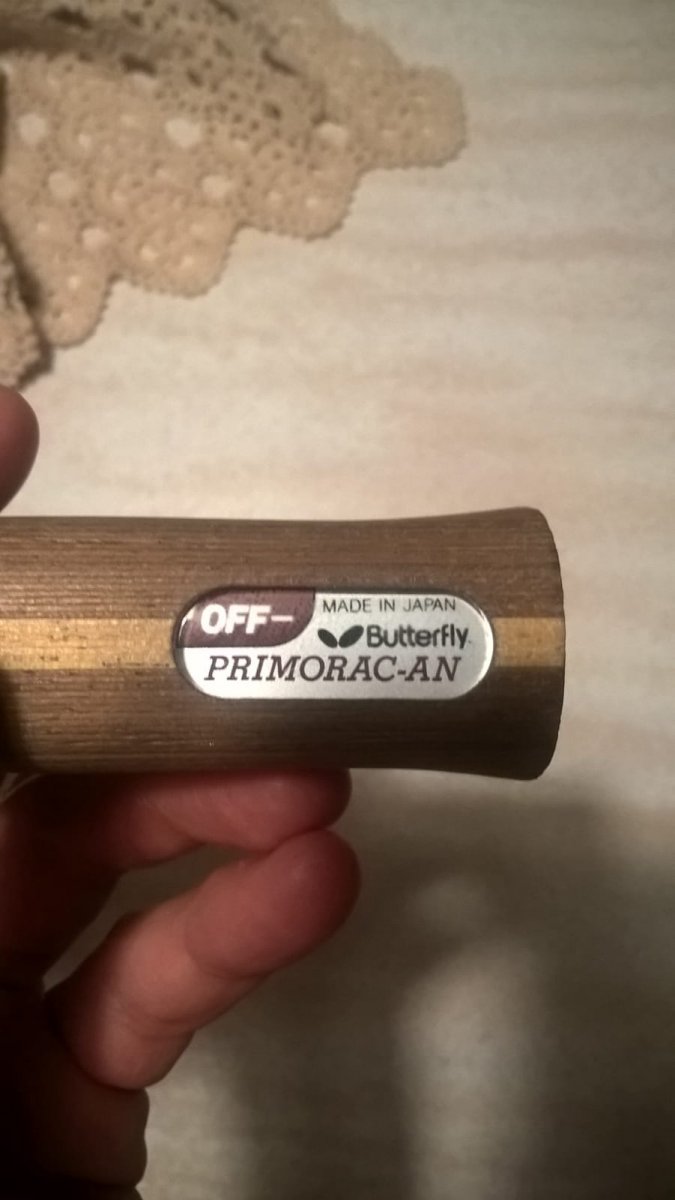 OFF−
MADE IN JAPAN
Butterfly
PRIMORAC-AN